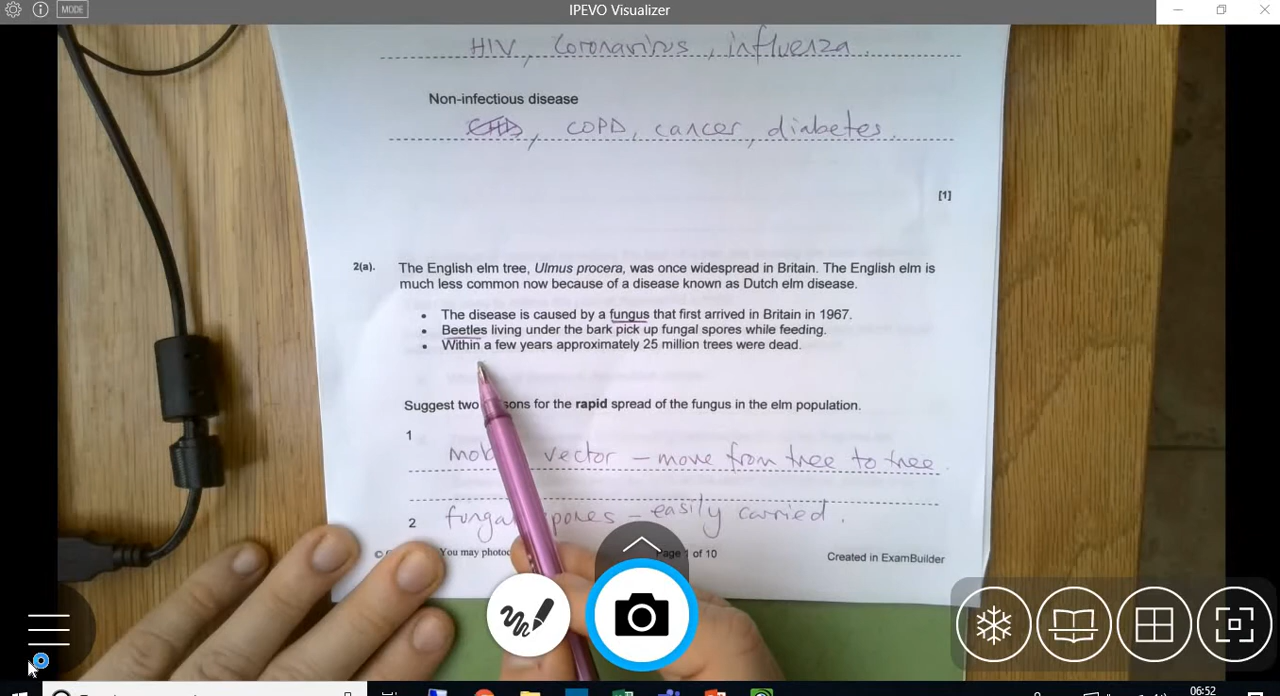 MODE
IPEVO Visualizer
HIV, Coronavirus, influenza.
Non-infectious disease
, COPD, cancer, diabetes.
[1]
2(a). The English elm tree, Ulmus procera, was once widespread in Britain. The English elm is
much less common now because of a disease known as Dutch elm disease.
• The disease is caused by a fungus that first arrived in Britain in 1967.
• Beetles living under the bark pick up fungal spores while feeding.
• Within a few years approximately 25 million trees were dead.
Suggest two for the rapid spread of the fungus in the elm population.
1
vector – move from tree to tree.
2 – easily carried.
© You may
Page 1 of 10
Created in ExamBuilder
06:52